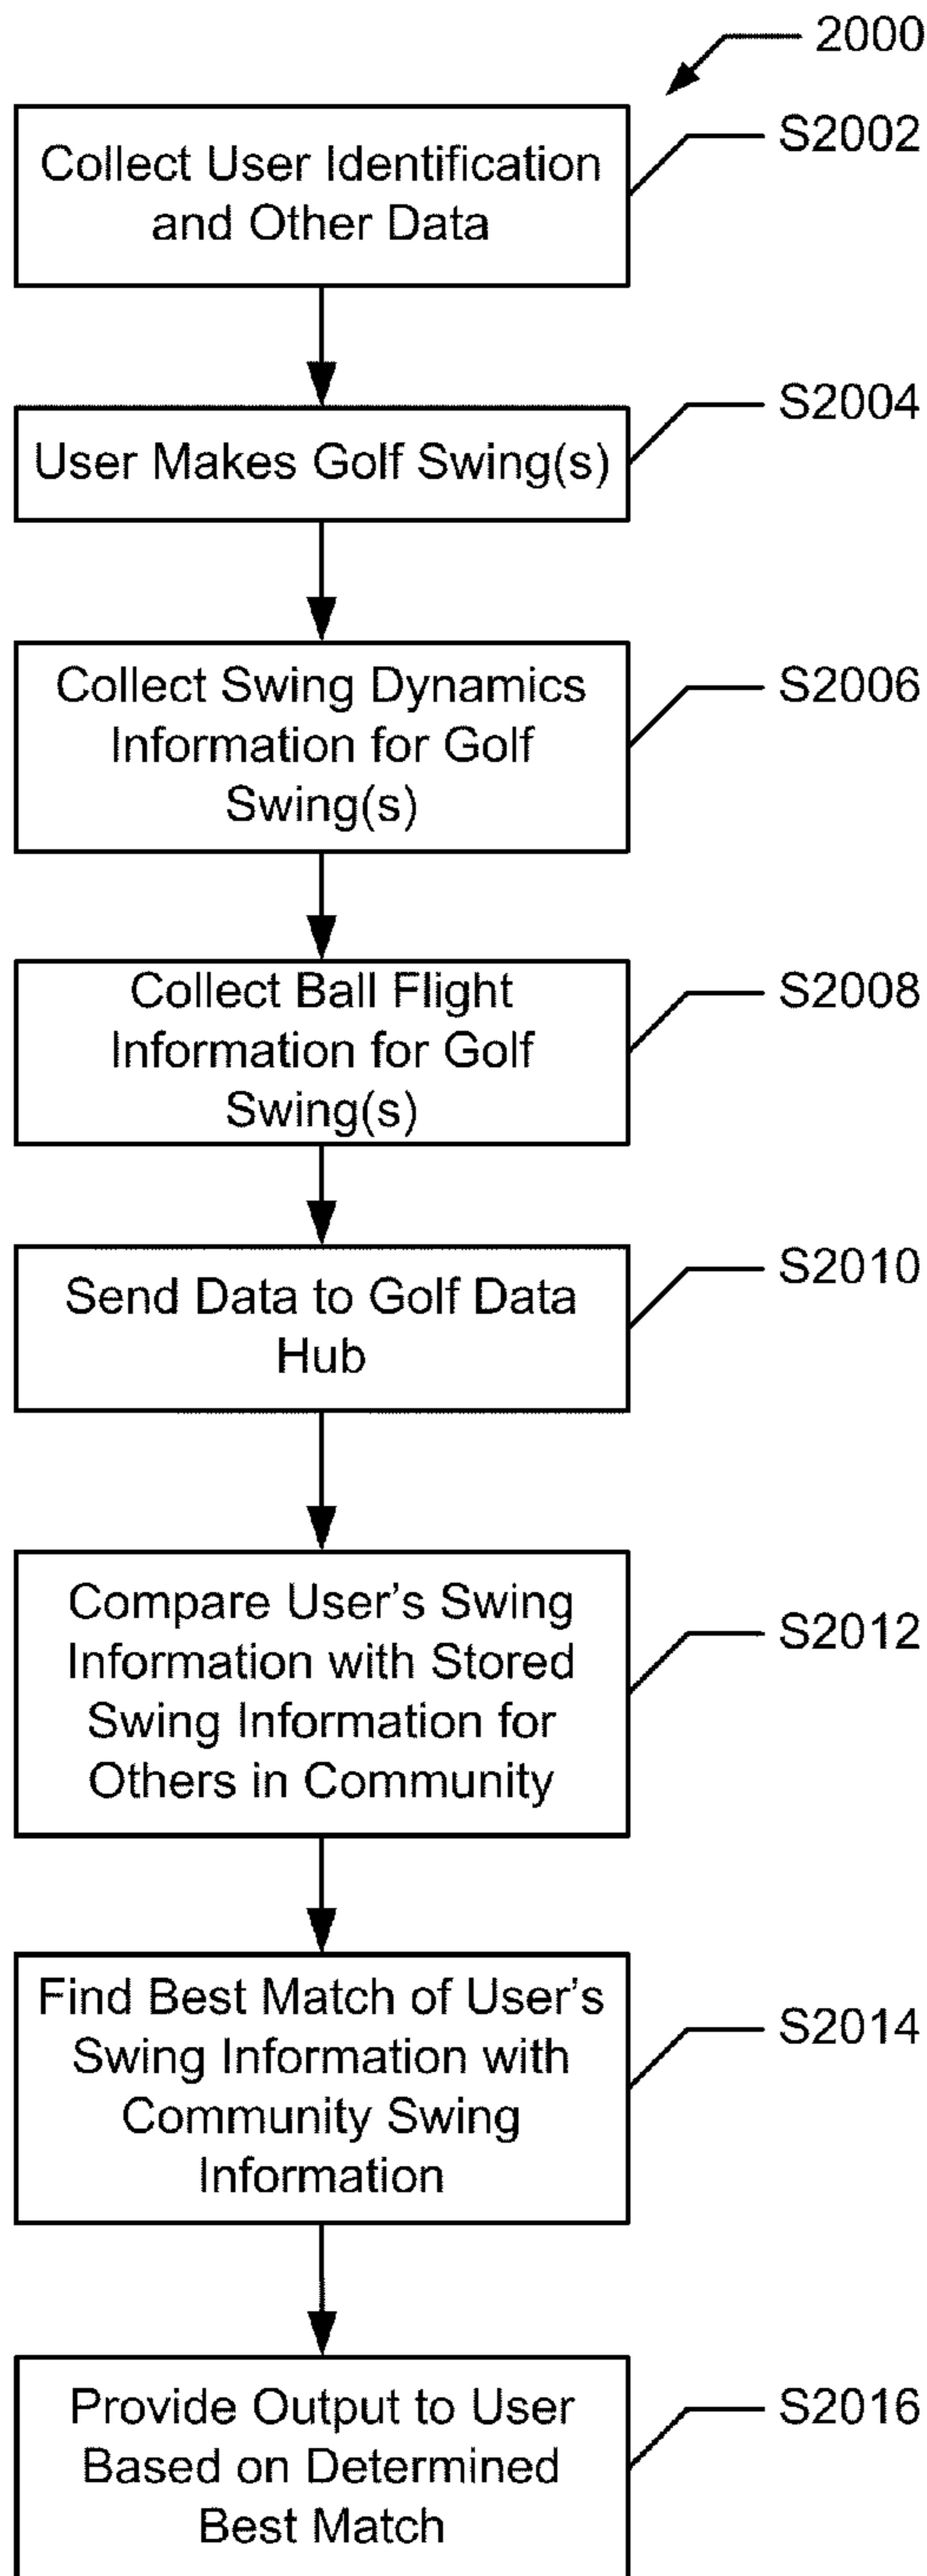 2000
S2002
Collect User Identification
and Other Data
S2004
User Makes Golf Swing(s)
S2006
Collect Swing Dynamics
Information for Golf
Swing(s)
S2008
Collect Ball Flight
Information for Golf
Swing(s)
S2010
Send Data to Golf Data
Hub
S2012
Compare User's Swing
Information with Stored
Swing Information for
Others in Community
S2014
Find Best Match of User's
Swing Information with
Community Swing
Information
S2016
Provide Output to User
Based on Determined
Best Match